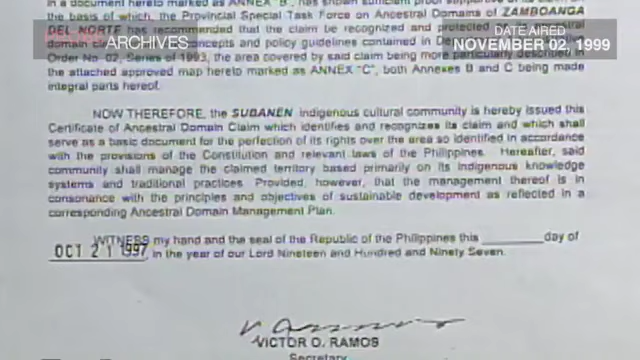 in a document hereto marked as ANNEX "B", has shown sufficient proof supportive of its claim on
the basis of which, the Provincial Special Task Force on Ancestral Domains of ZAMBOANGA
DEL NORTE has recommended that the claim be recognized and protected
domain concepts and policy guidelines contained in
Order No. 02, Series of 1993, the area covered by said claim being more particularly described in
the attached approved map hereto marked as ANNEX "C", both Annexes B and C being made
integral parts hereof.
ARCHIVES
DATE AIRED
NOVEMBER 02, 1999
NOW THEREFORE, the SUBANEN indigenous cultural community is hereby issued this
Certificate of Ancestral Domain Claim which identifies and recognizes its claim and which shall
serve as a basic document for the perfection of its rights over the area so identified in accordance
with the provisions of the Constitution and relevant laws of the Philippines. Hereafter, said
community shall manage the claimed territory based primarily on its indigenous knowledge
systems and traditional practices. Provided, however, that the management thereof is in
consonance with the principles and objectives of sustainable development as reflected in a
corresponding Ancestral Domain Management Plan.
WITNESS my hand and the seal of the Republic of the Philippines this day of
OCT 21 1997 in the year of our Lord Nineteen and Hundred and Ninety Seven.
VICTOR O. RAMOS
Secretary